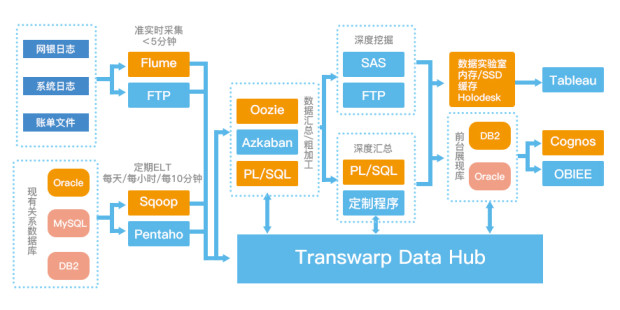 网银日志
系统日志
账单文件
准实时采集
＜5分钟
Flume
FTP
现有关系数据库
Oracle
MySQL
DB2
定期ELT
每天/每小时/每10分钟
Sqoop
Pentaho
Oozie
Azkaban
PL/SQL
数据汇总/粗加工
深度挖掘
SAS
FTP
深度汇总
PL/SQL
定制程序
数据实验室
内存/SSD
缓存
Holodesk
Tableau
前台展现库
DB2
Oracle
Cognos
OBIEE
Transwarp Data Hub